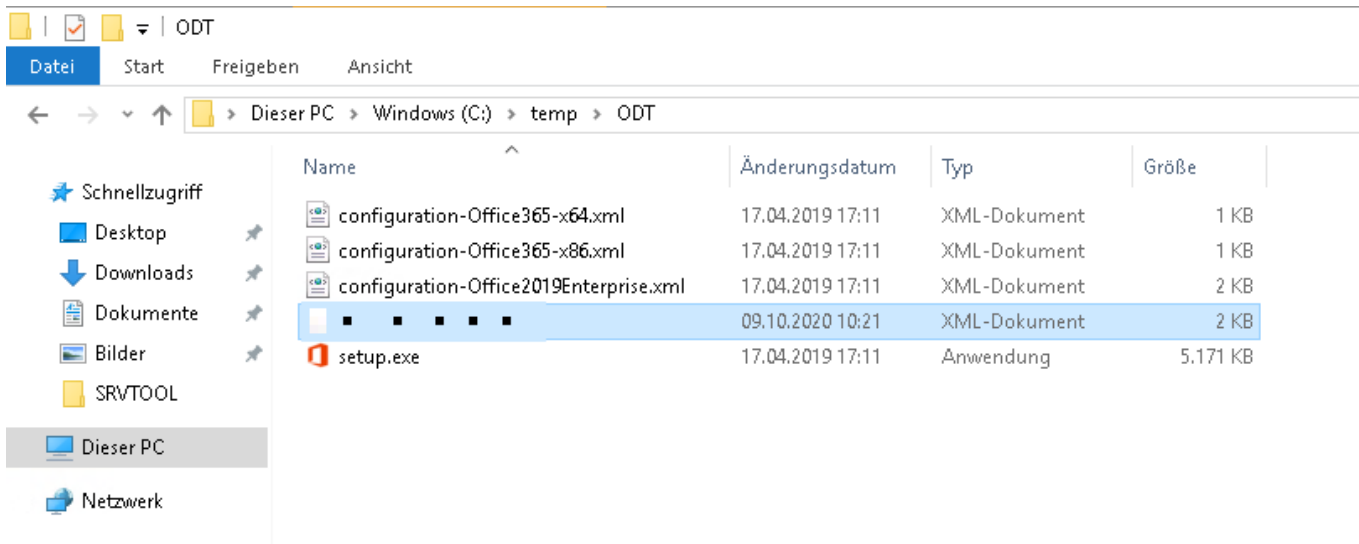 ODT
Datei Start Freigeben Ansicht
Dieser PC Windows (C:) temp ODT
Name Änderungsdatum Typ Größe
Schnellzugriff
Desktop
Downloads
Dokumente
Bilder
SRVTOOL
Dieser PC
Netzwerk
configuration-Office365-x64.xml 17.04.2019 17:11 XML-Dokument 1 KB
configuration-Office365-x86.xml 17.04.2019 17:11 XML-Dokument 1 KB
configuration-Office2019Enterprise.xml 17.04.2019 17:11 XML-Dokument 2 KB
09.10.2020 10:21 XML-Dokument 2 KB
setup.exe 17.04.2019 17:11 Anwendung 5.171 KB